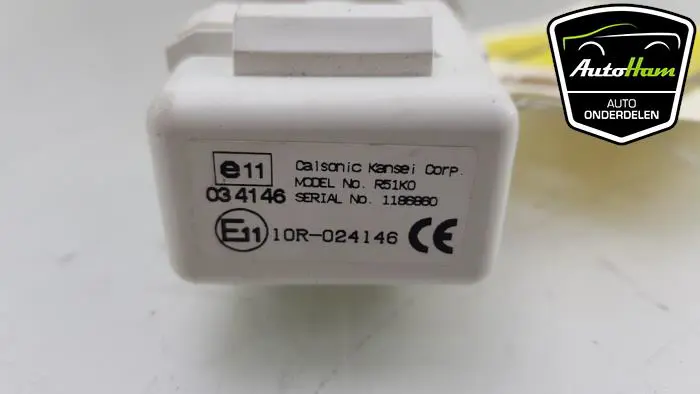 AutoHam
AUTO
ONDERDELEN
e11
034146
Calsonic Kansei Corp.
MODEL No. R51K0
SERIAL No. 1186860
E11 10R-024146 CE